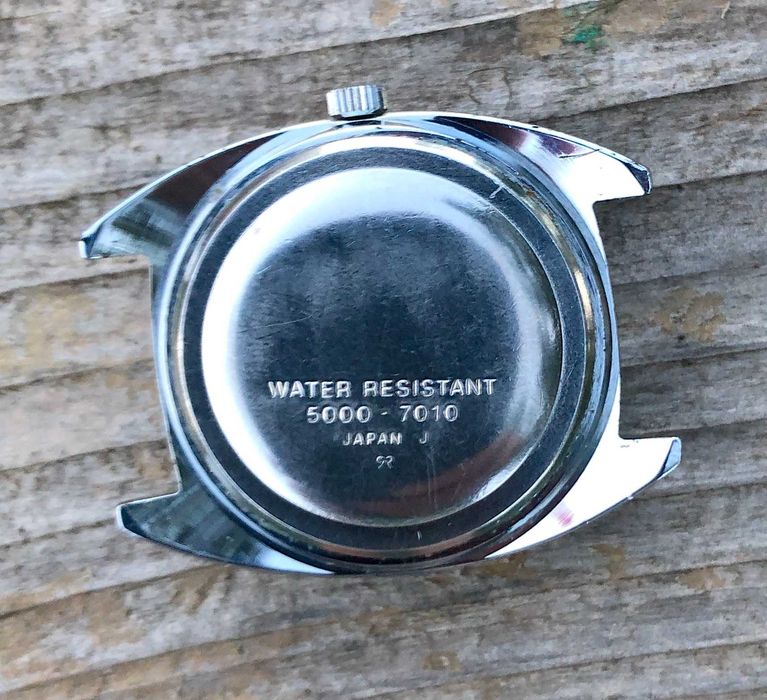 WATER RESISTANT
5000 - 7010
JAPAN J